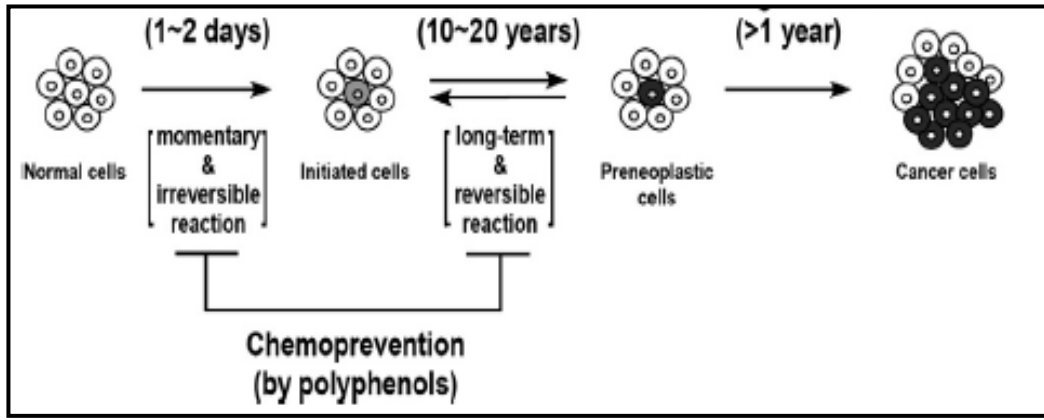 (1~2 days)
(10~20 years)
(>1 year)
momentary
&
irreversible
reaction
long-term
&
reversible
reaction
Normal cells
Initiated cells
Preneoplastic
cells
Cancer cells
Chemoprevention
(by polyphenols)